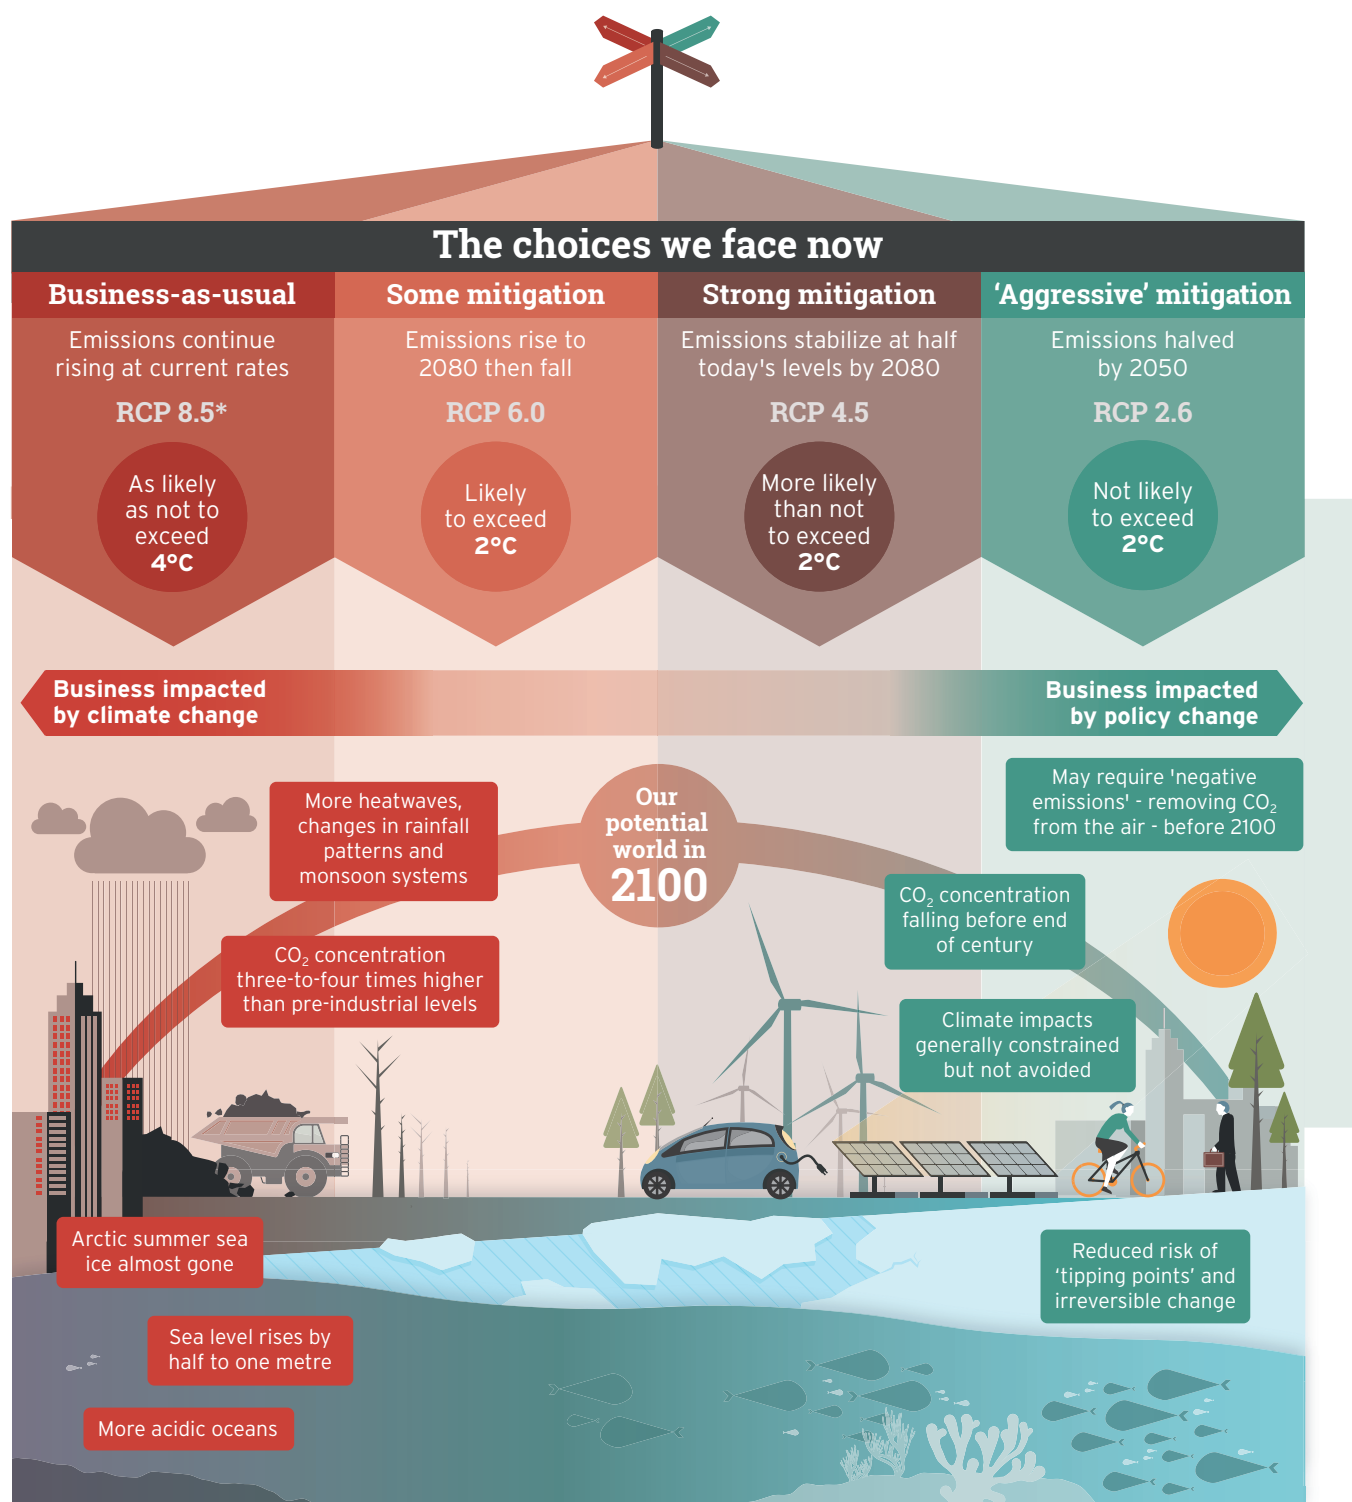 The choices we face now
Business-as-usual
Emissions continue
rising at current rates
RCP 8.5*
As likely
as not to
exceed
4°C
Some mitigation
Emissions rise to
2080 then fall
RCP 6.0
Likely
to exceed
2°C
Strong mitigation
Emissions stabilize at half
today's levels by 2080
RCP 4.5
More likely
than not
to exceed
2°C
‘Aggressive’ mitigation
Emissions halved
by 2050
RCP 2.6
Not likely
to exceed
2°C
Business impacted
by climate change
Business impacted
by policy change
Our
potential
world in
2100
More heatwaves,
changes in rainfall
patterns and
monsoon systems
CO₂ concentration
three-to-four times higher
than pre-industrial levels
May require 'negative
emissions' - removing CO₂
from the air - before 2100
CO₂ concentration
falling before end
of century
Climate impacts
generally constrained
but not avoided
Arctic summer sea
ice almost gone
Sea level rises by
half to one metre
More acidic oceans
Reduced risk of
‘tipping points’ and
irreversible change